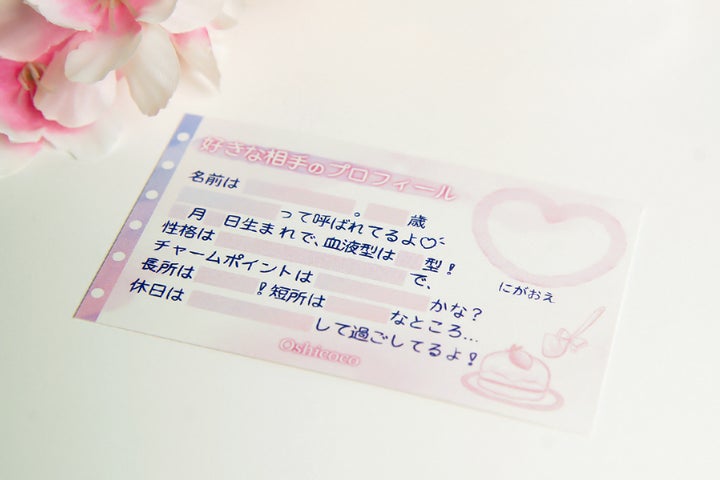 好きな相手のプロフィール
名前は 。 歳
って呼ばれてるよ♡
月 日生まれで、血液型は 型!
性格は で、
チャームポイントは かな?
長所は ! 短所は なところ...
休日は して過ごしてるよ!
にがおえ
Oshicoco